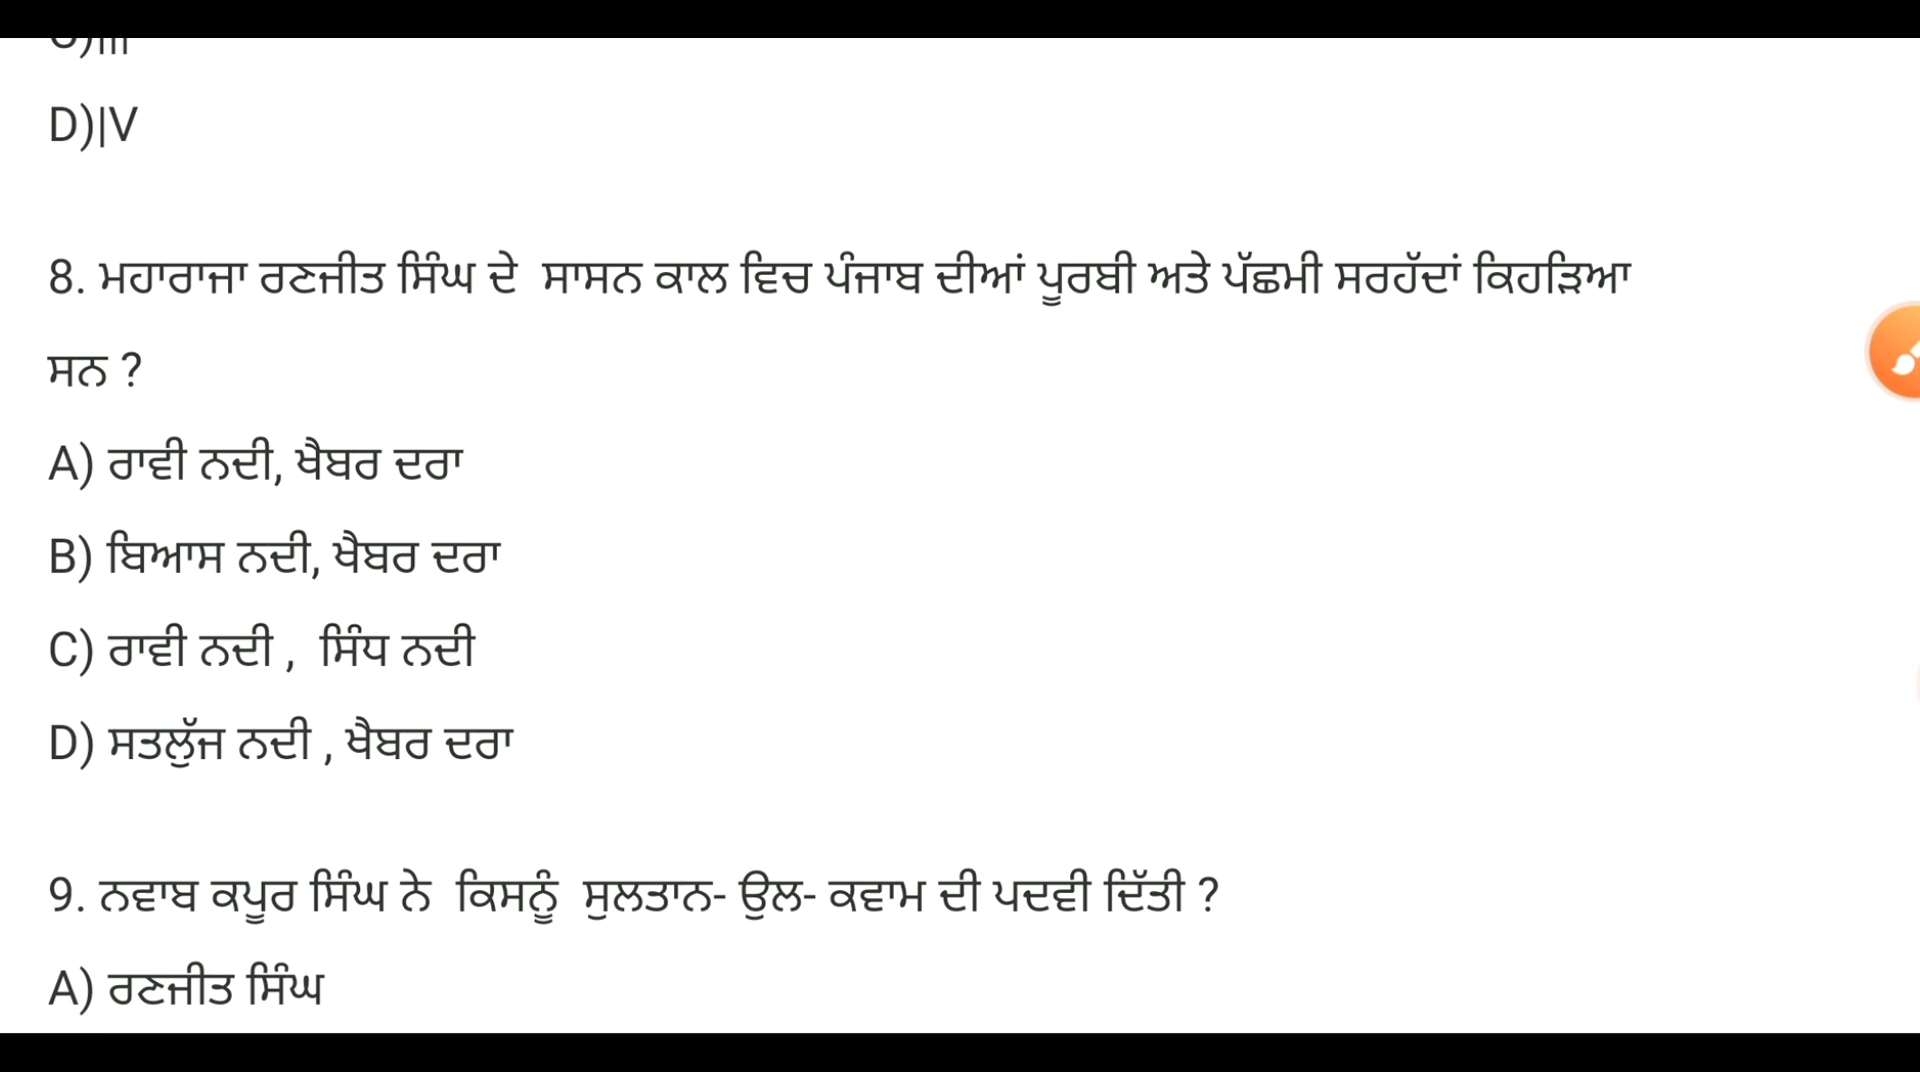 D)|V
8. ਮਹਾਰਾਜਾ ਰਣਜੀਤ ਸਿੰਘ ਦੇ ਸਾਸਨ ਕਾਲ ਵਿਚ ਪੰਜਾਬ ਦੀਆਂ ਪੂਰਬੀ ਅਤੇ ਪੱਛਮੀ ਸਰਹੱਦਾਂ ਕਿਹੜਿਆ
ਸਨ ?
A) ਰਾਵੀ ਨਦੀ, ਖੈਬਰ ਦਰਾ
B) ਬਿਆਸ ਨਦੀ, ਖੈਬਰ ਦਰਾ
C) ਰਾਵੀ ਨਦੀ , ਸਿੰਧ ਨਦੀ
D) ਸਤਲੁੱਜ ਨਦੀ , ਖੈਬਰ ਦਰਾ
9. ਨਵਾਬ ਕਪੂਰ ਸਿੰਘ ਨੇ ਕਿਸਨੂੰ ਸੁਲਤਾਨ- ਉਲ- ਕਵਾਮ ਦੀ ਪਦਵੀ ਦਿੱਤੀ ?
A) ਰਣਜੀਤ ਸਿੰਘ